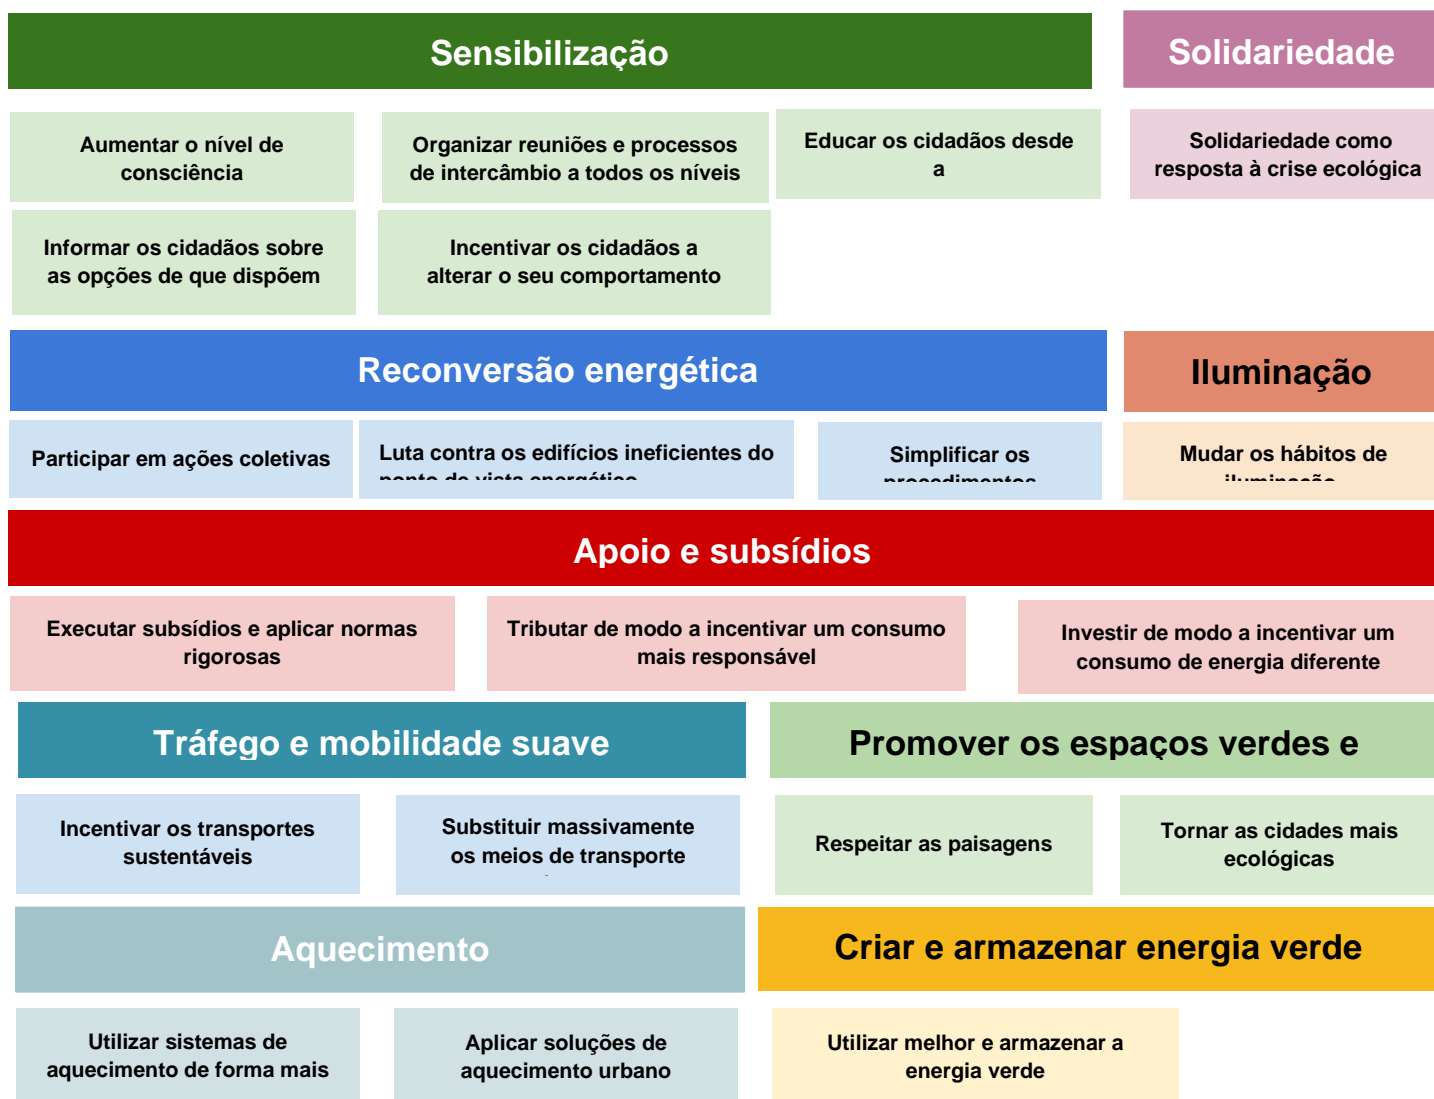 Sensibilização
Solidariedade
Aumentar o nível de
consciência
Organizar reuniões e processos
de intercâmbio a todos os níveis
Educar os cidadãos desde
a
Solidariedade como
resposta à crise ecológica
Informar os cidadãos sobre
as opções de que dispõem
Incentivar os cidadãos a
alterar o seu comportamento
Reconversão energética
Iluminação
Participar em ações coletivas
Luta contra os edifícios ineficientes do
ponto de vista energético
Simplificar os
procedimentos
Mudar os hábitos de
iluminação
Apoio e subsídios
Executar subsídios e aplicar normas
rigorosas
Tributar de modo a incentivar um consumo
mais responsável
Investir de modo a incentivar um
consumo de energia diferente
Tráfego e mobilidade suave
Promover os espaços verdes e
Incentivar os transportes
sustentáveis
Substituir massivamente
os meios de transporte
Respeitar as paisagens
Tornar as cidades mais
ecológicas
Aquecimento
Criar e armazenar energia verde
Utilizar sistemas de
aquecimento de forma mais
Aplicar soluções de
aquecimento urbano
Utilizar melhor e armazenar a
energia verde